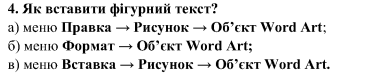 4. Як вставити фігурний текст?
а) меню Правка → Рисунок → Об’єкт Word Art;
б) меню Формат → Об’єкт Word Art;
в) меню Вставка → Рисунок → Об’єкт Word Art.